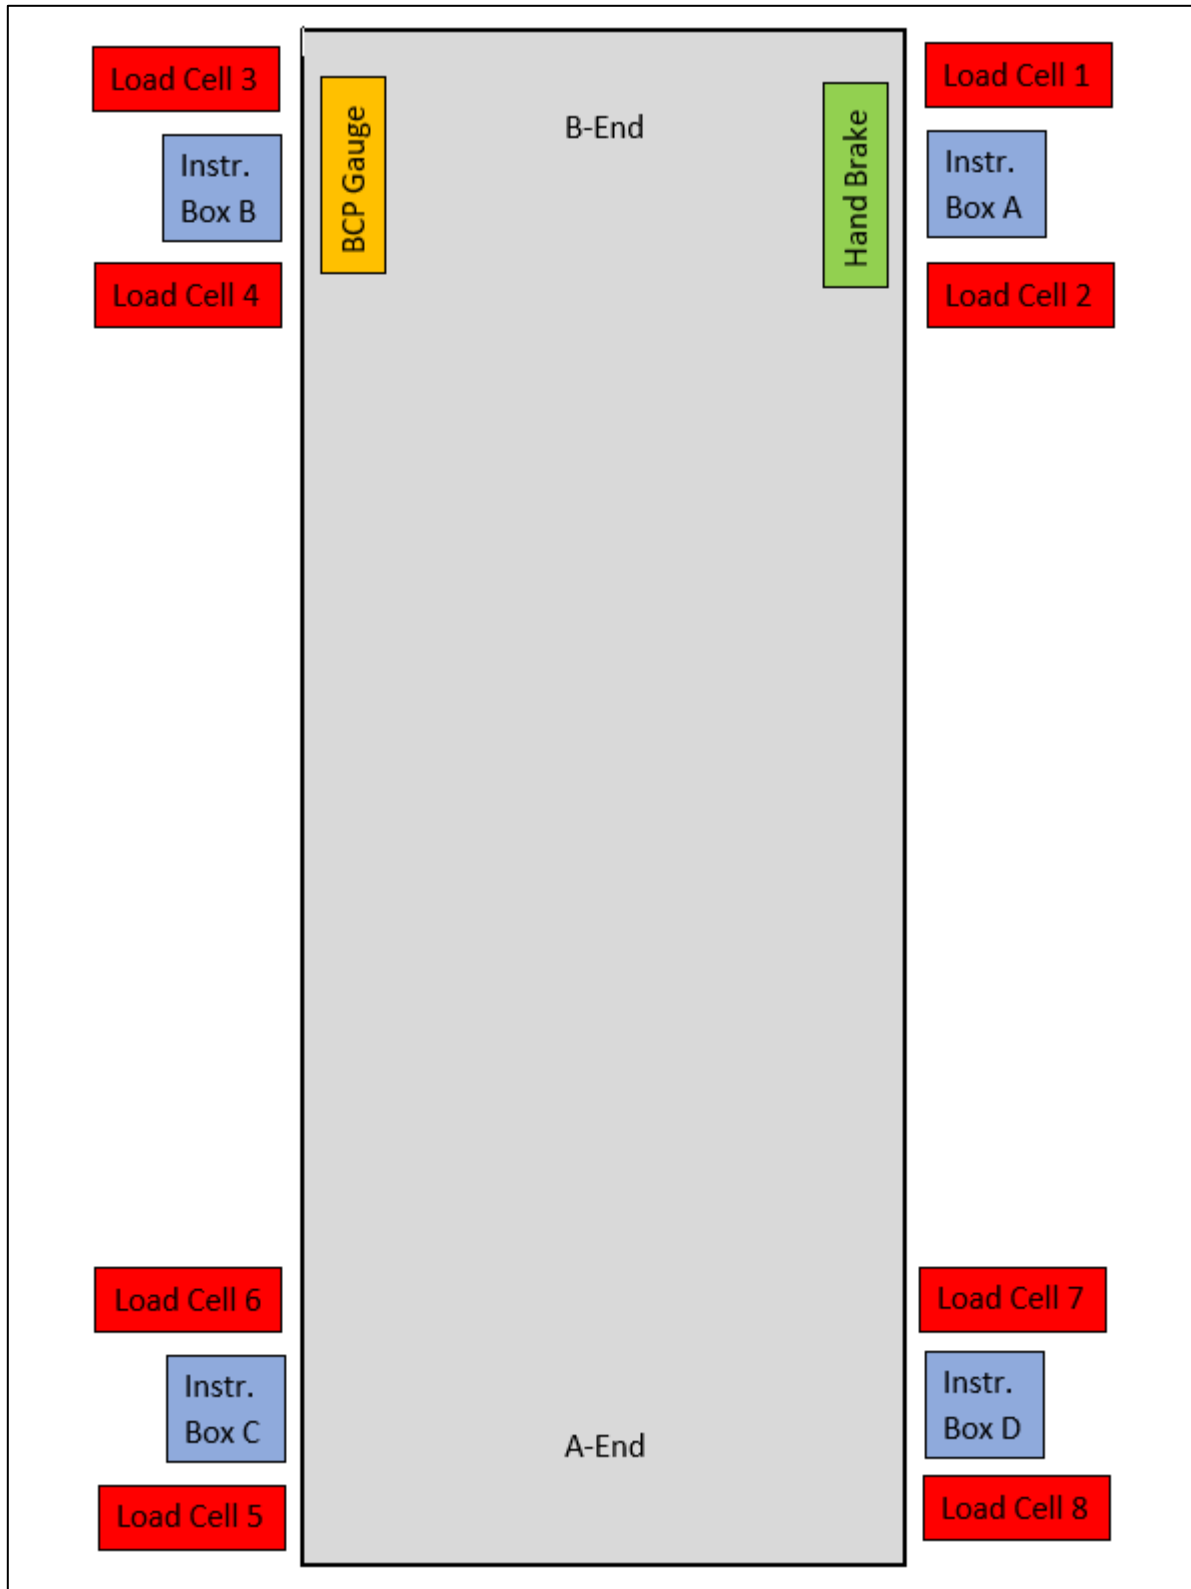 Load Cell 3
Load Cell 1
B-End
BCP Gauge
Hand Brake
Instr.
Box B
Instr.
Box A
Load Cell 4
Load Cell 2
Load Cell 6
Load Cell 7
Instr.
Box C
Instr.
Box D
A-End
Load Cell 5
Load Cell 8